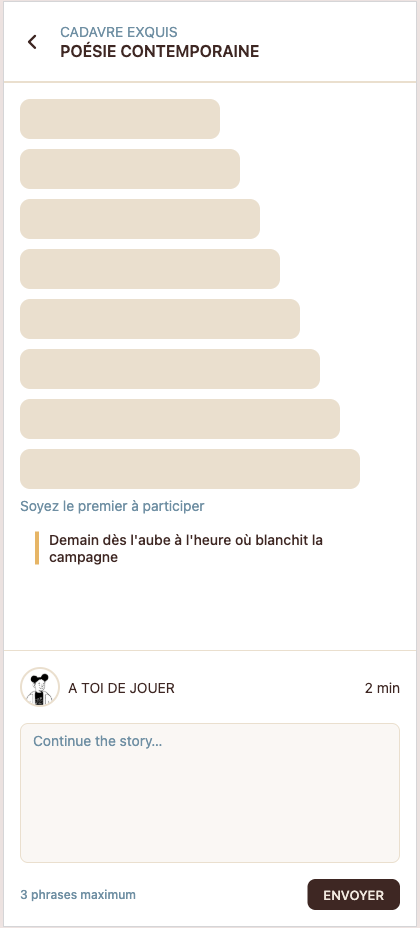 CADAVRE EXQUIS
POÉSIE CONTEMPORAINE
Soyez le premier à participer
Demain dès l'aube à l'heure où blanchit la
campagne
A TOI DE JOUER
2 min
Continue the story...
3 phrases maximum
ENVOYER